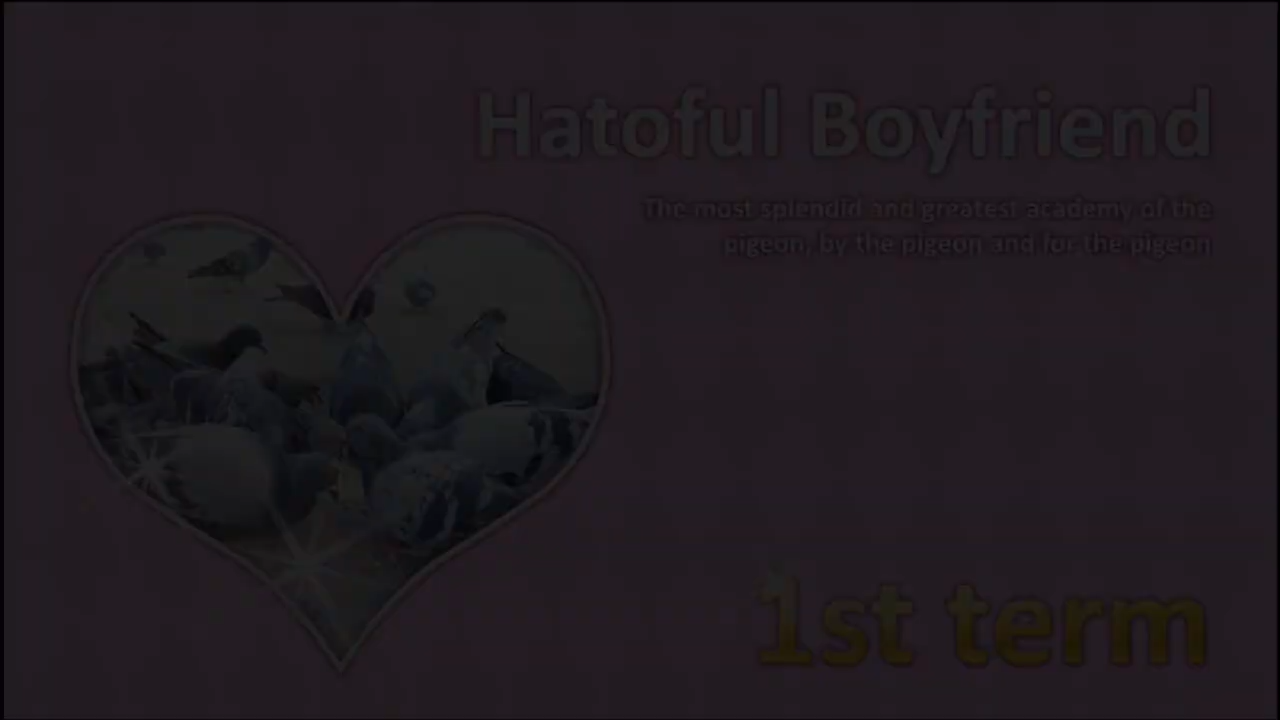 Hatoful Boyfriend
The most splendid and greatest academy of the
pigeon, by the pigeon and for the pigeon
1st term